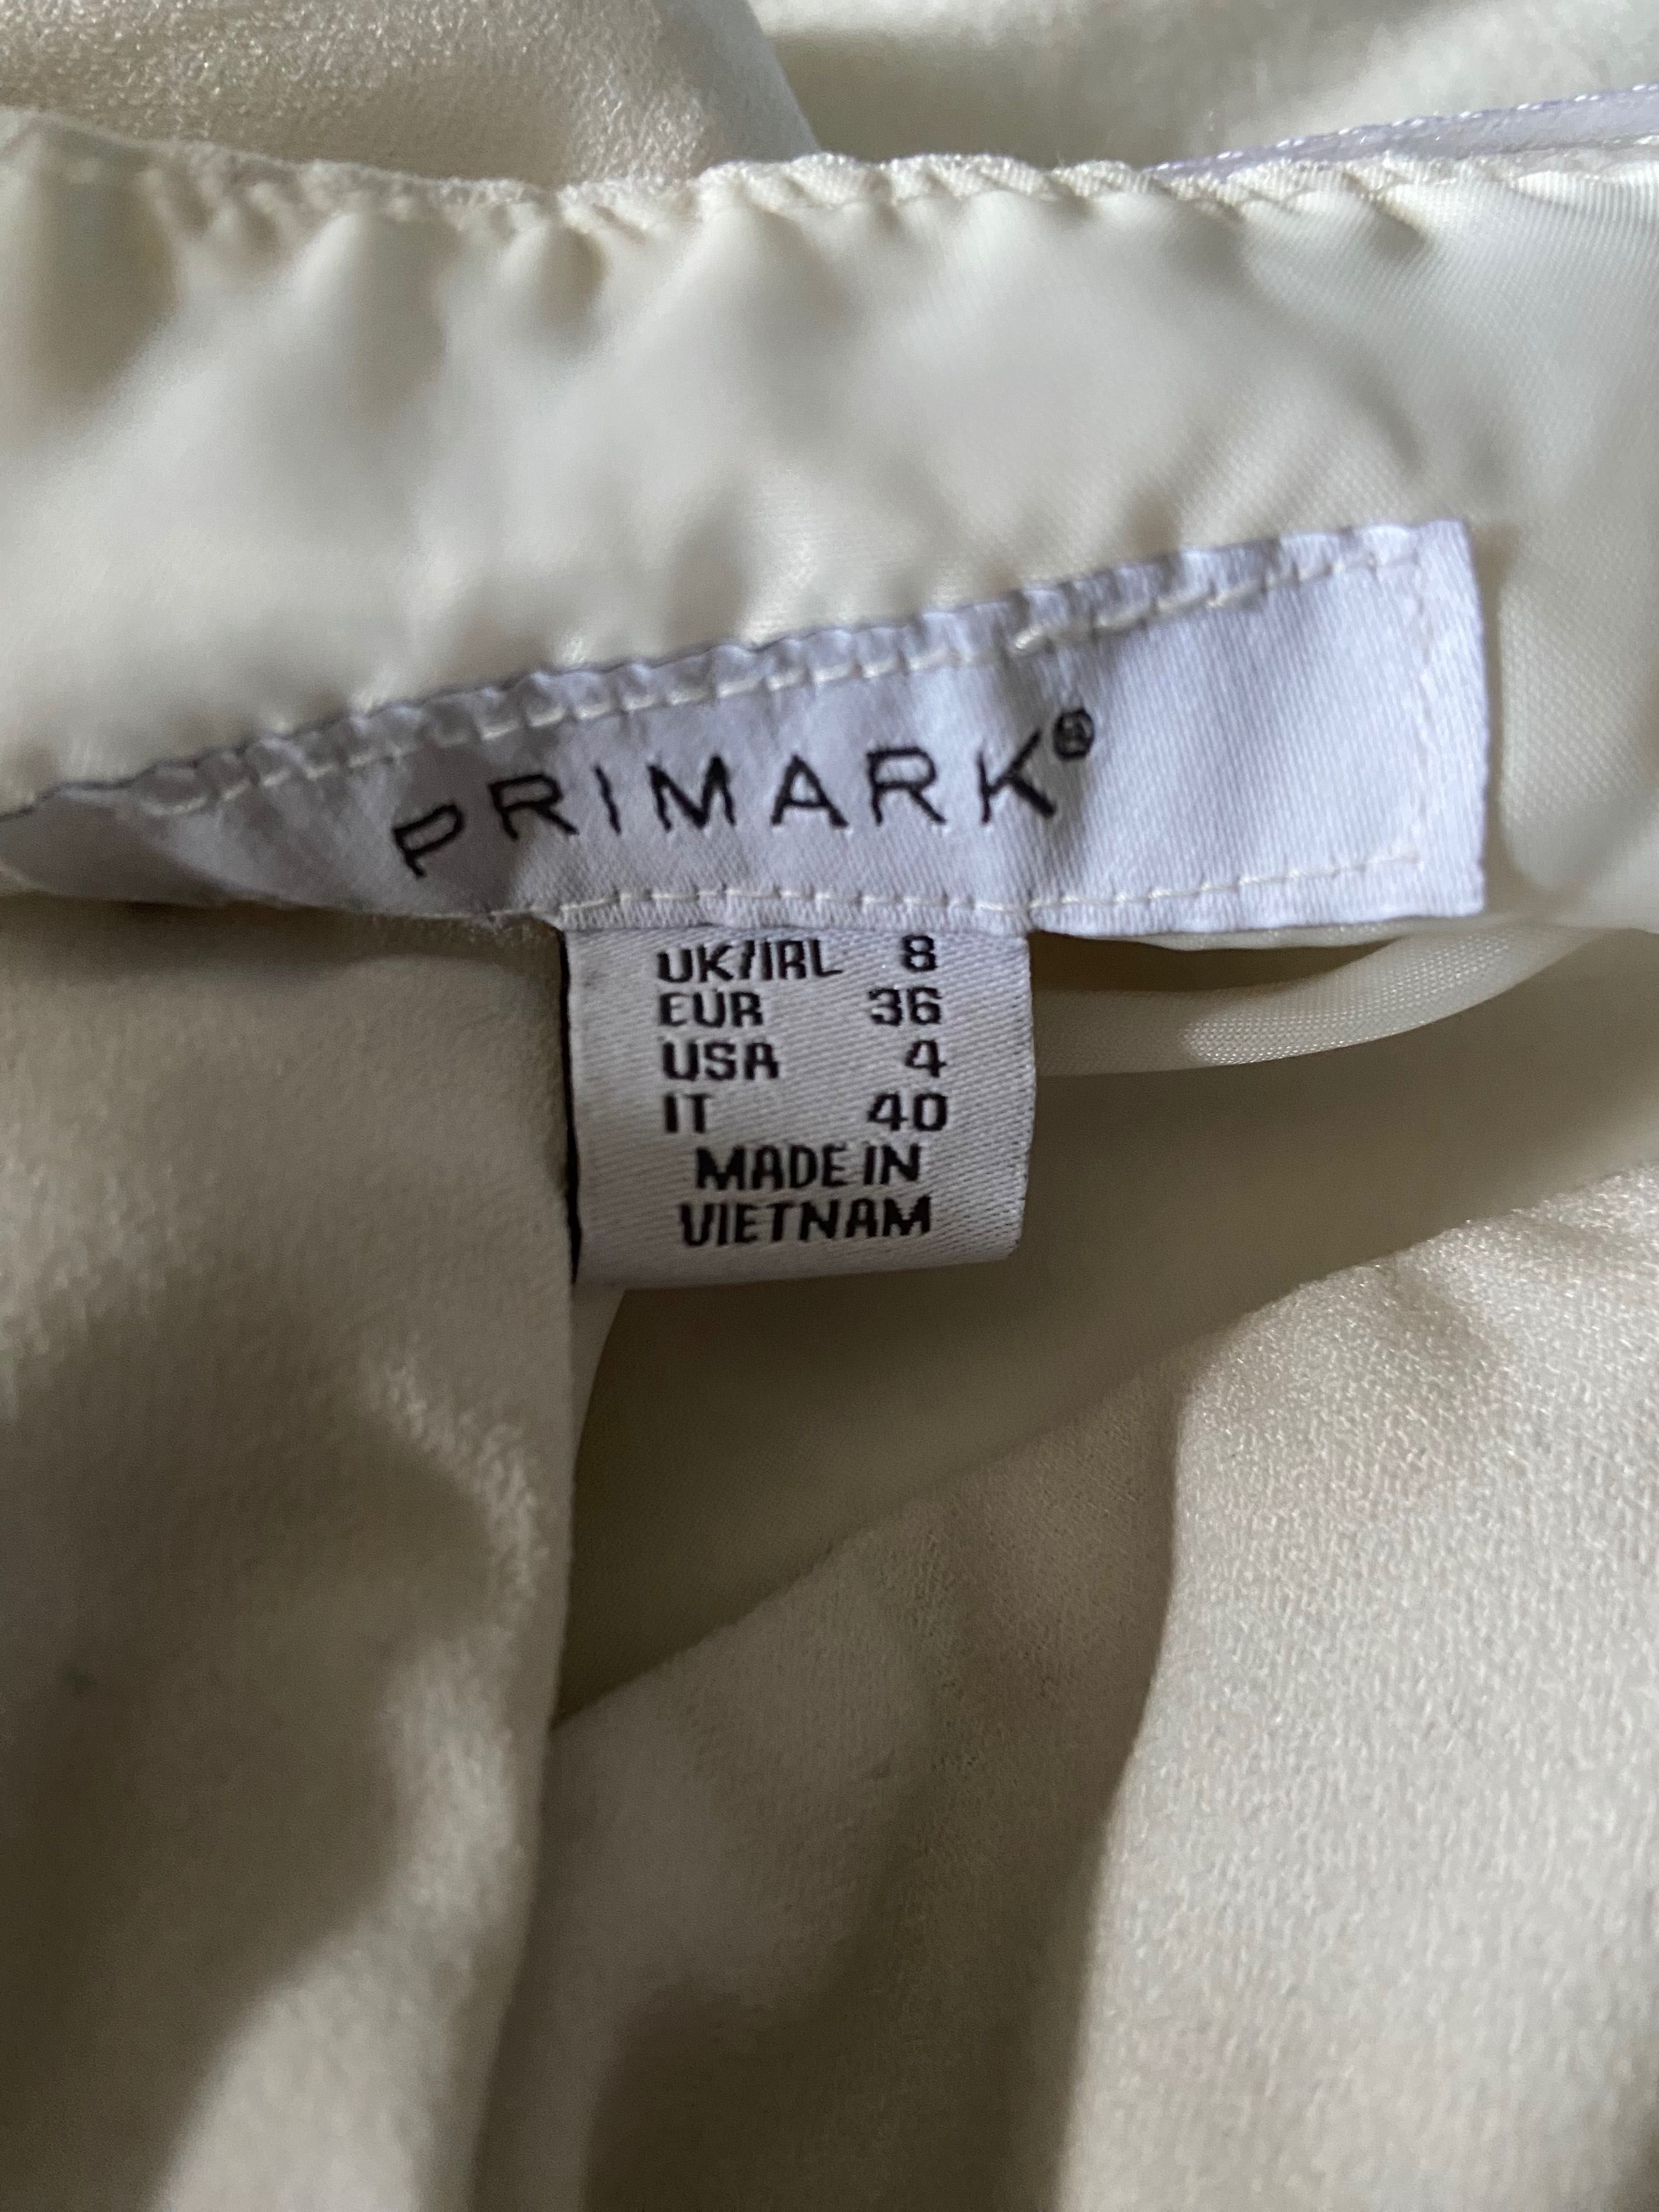 PRIMARK®
UK/IRL 8
EUR 36
USA 4
IT 40
MADE IN
VIETNAM